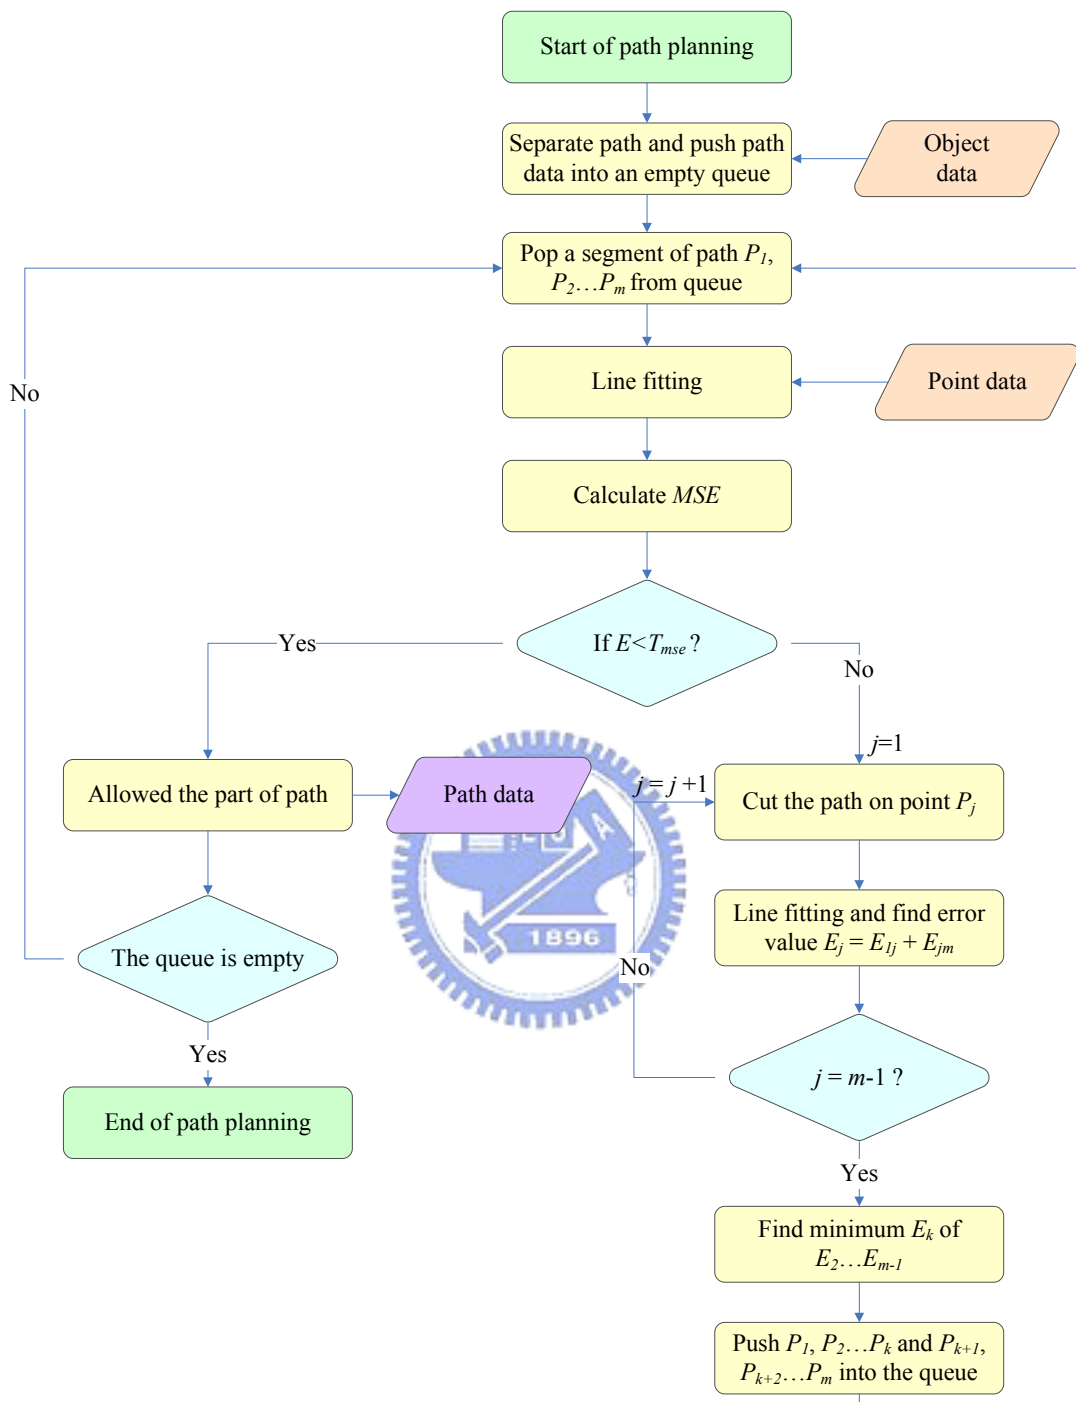 Start of path planning
Separate path and push path
data into an empty queue
Object
data
Pop a segment of path P1,
P2…Pm from queue
No
Line fitting
Point data
Calculate MSE
If E<Tmse ?
Yes
No
j=1
Allowed the part of path
Path data
j = j +1
Cut the path on point Pj
Line fitting and find error
value Ej = E1j + Ejm
1896
The queue is empty
No
j = m-1 ?
Yes
End of path planning
Yes
Find minimum Ek of
E2…Em-1
Push P1, P2…Pk and Pk+1,
Pk+2…Pm into the queue